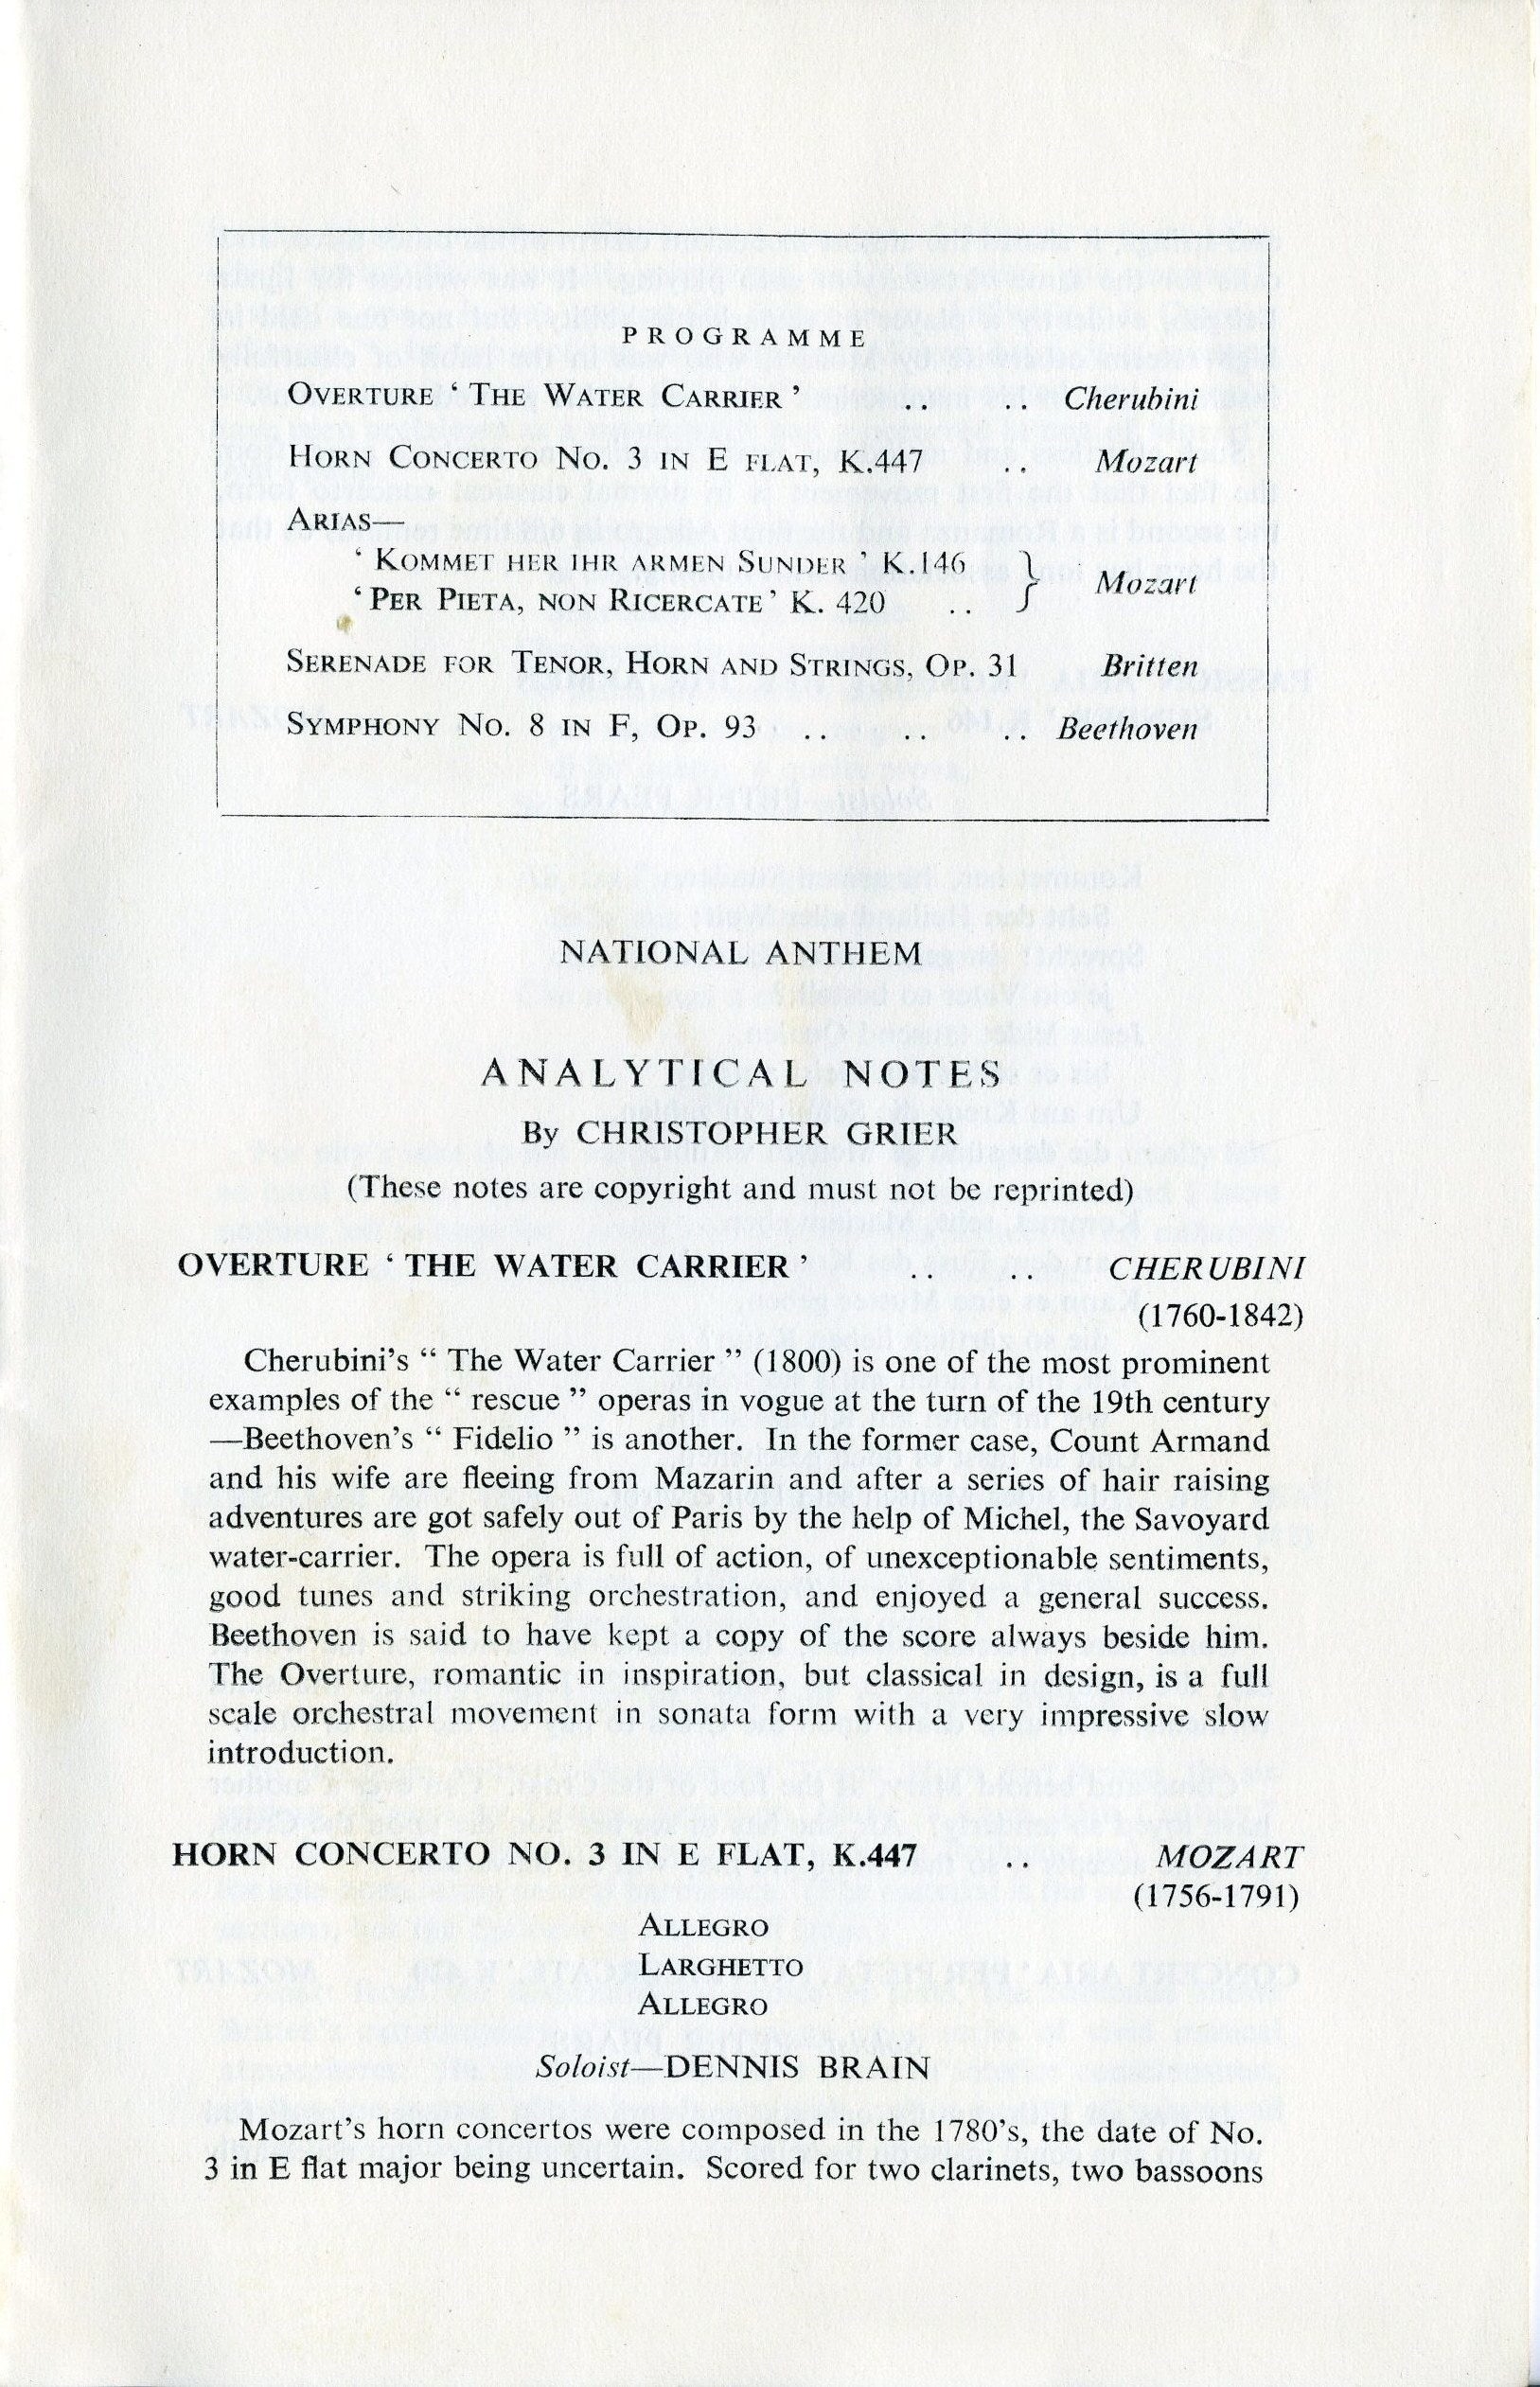 PROGRAMME
OVERTURE ‘ THE WATER CARRIER ’ .. .. Cherubini
HORN CONCERTO NO. 3 IN E FLAT, K.447 .. Mozart
ARIAS—
‘ KOMMET HER IHR ARMEN SUNDER ’ K.146
‘ PER PIETA, NON RICERCATE ’ K. 420 .. } Mozart
SERENADE FOR TENOR, HORN AND STRINGS, OP. 31 Britten
SYMPHONY NO. 8 IN F, OP. 93 .. .. .. Beethoven
NATIONAL ANTHEM
ANALYTICAL NOTES
By CHRISTOPHER GRIER
(These notes are copyright and must not be reprinted)
OVERTURE ‘ THE WATER CARRIER ’ .. .. CHERUBINI
(1760-1842)
Cherubini’s “ The Water Carrier ” (1800) is one of the most prominent
examples of the “ rescue ” operas in vogue at the turn of the 19th century
—Beethoven’s “ Fidelio ” is another. In the former case, Count Armand
and his wife are fleeing from Mazarin and after a series of hair raising
adventures are got safely out of Paris by the help of Michel, the Savoyard
water-carrier. The opera is full of action, of unexceptionable sentiments,
good tunes and striking orchestration, and enjoyed a general success.
Beethoven is said to have kept a copy of the score always beside him.
The Overture, romantic in inspiration, but classical in design, is a full
scale orchestral movement in sonata form with a very impressive slow
introduction.
HORN CONCERTO NO. 3 IN E FLAT, K.447 .. MOZART
(1756-1791)
ALLEGRO
LARGHETTO
ALLEGRO
Soloist—DENNIS BRAIN
Mozart’s horn concertos were composed in the 1780’s, the date of No.
3 in E flat major being uncertain. Scored for two clarinets, two bassoons